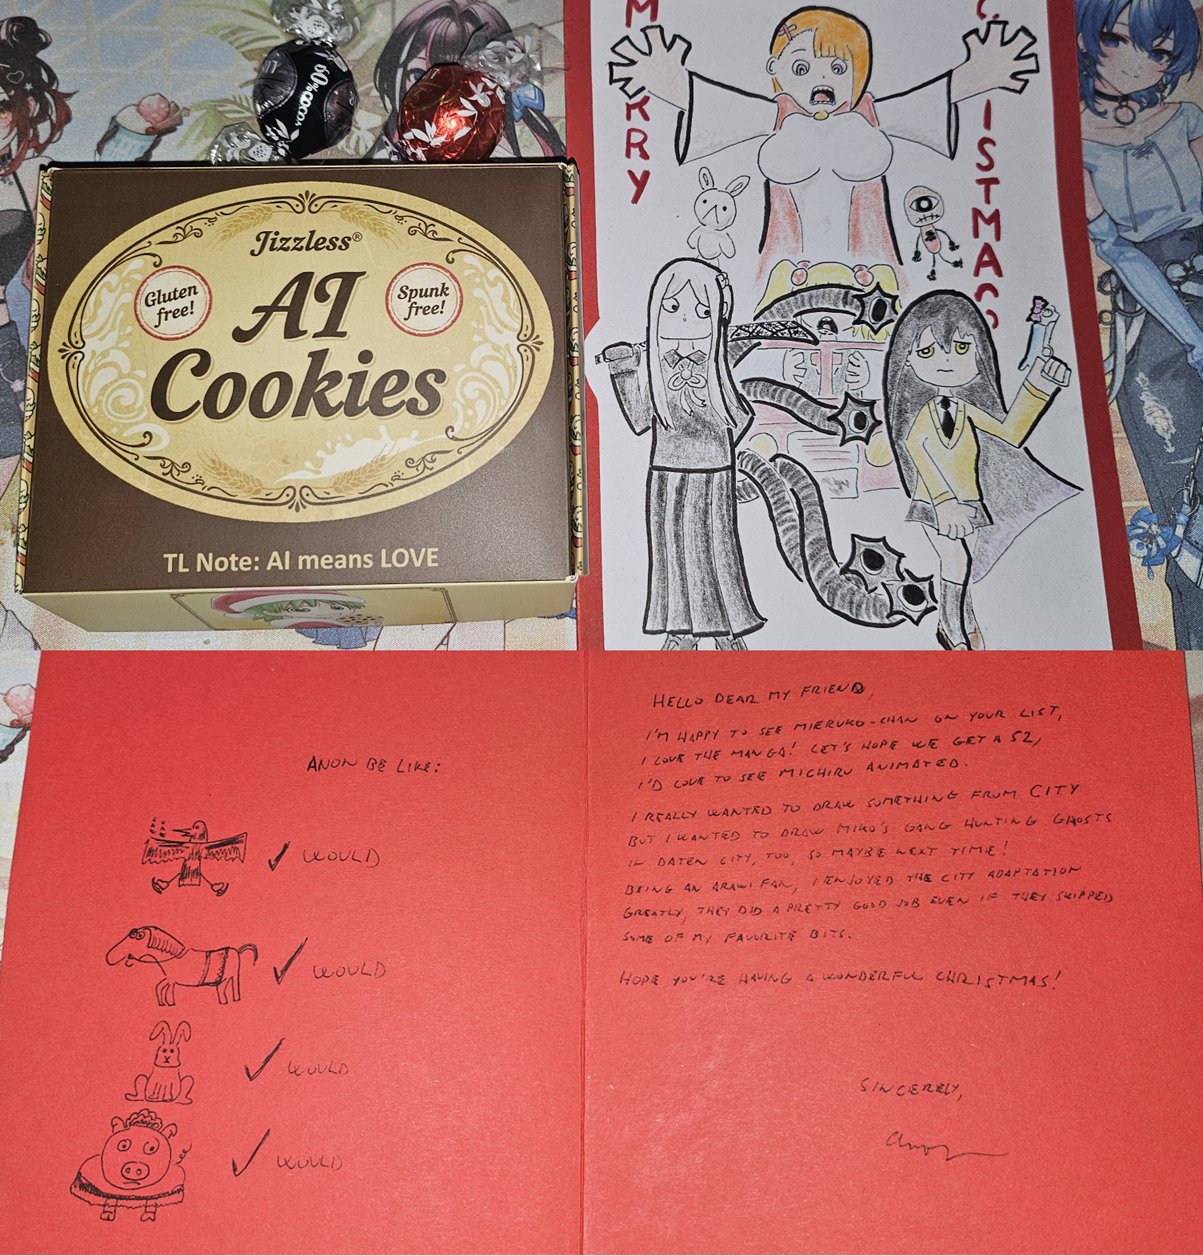 60% COCOA
Jizzless®
Gluten
free!
AI
Cookies
Spunk
free!
TL Note: AI means LOVE
M
RRY
C
ISTMAS
ANON BE LIKE:
WOULD
WOULD
WOULD
WOULD
HELLO DEAR MY FRIEND,
I'M HAPPY TO SEE MIERUKO-CHAN ON YOUR LIST,
I LOVE THE MANGA! LET'S HOPE WE GET A S2,
I'D LOVE TO SEE MICHIRU ANIMATED.
I REALLY WANTED TO DRAW SOMETHING FROM CITY
BUT I WANTED TO DRAW MIKO'S GANG HUNTING GHOSTS
IN DATEN CITY, TOO, SO MAYBE NEXT TIME!
BEING AN ARAWI FAN, I ENJOYED THE CITY ADAPTATION
GREATLY, THEY DID A PRETTY GOOD JOB EVEN IF THEY SKIPPED
SOME OF MY FAVORITE BITS.
HOPE YOU'RE HAVING A WONDERFUL CHRISTMAS!
SINCERELY,